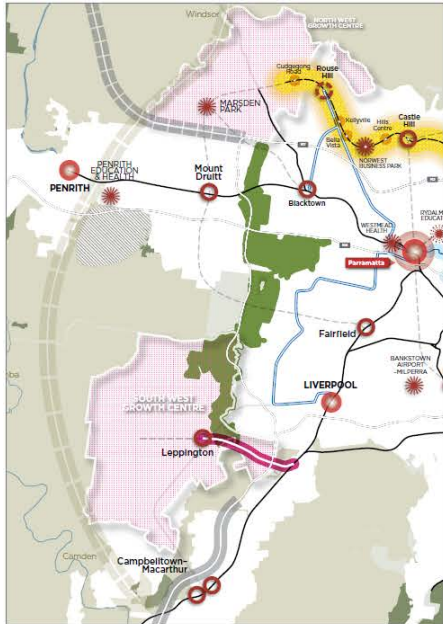 Windsor
NORTH WEST
GROWTH CENTRE
Cudgegong
Road
Rouse
Hill
MARSDEN
PARK
Kellyville
Hills
Centre
Castle
Hill
Bella
Vista
NORWEST
BUSINESS PARK
PENRITH
EDUCATION
& HEALTH
PENRITH
Mount
Druitt
Blacktown
WESTMEAD
HEALTH
RYDALM
EDUCA
Parramatta
Fairfield
BANKSTOWN
AIRPORT
-MILPERRA
LIVERPOOL
SOUTH WEST
GROWTH CENTRE
Leppington
Camden
Campbelltown-
Macarthur